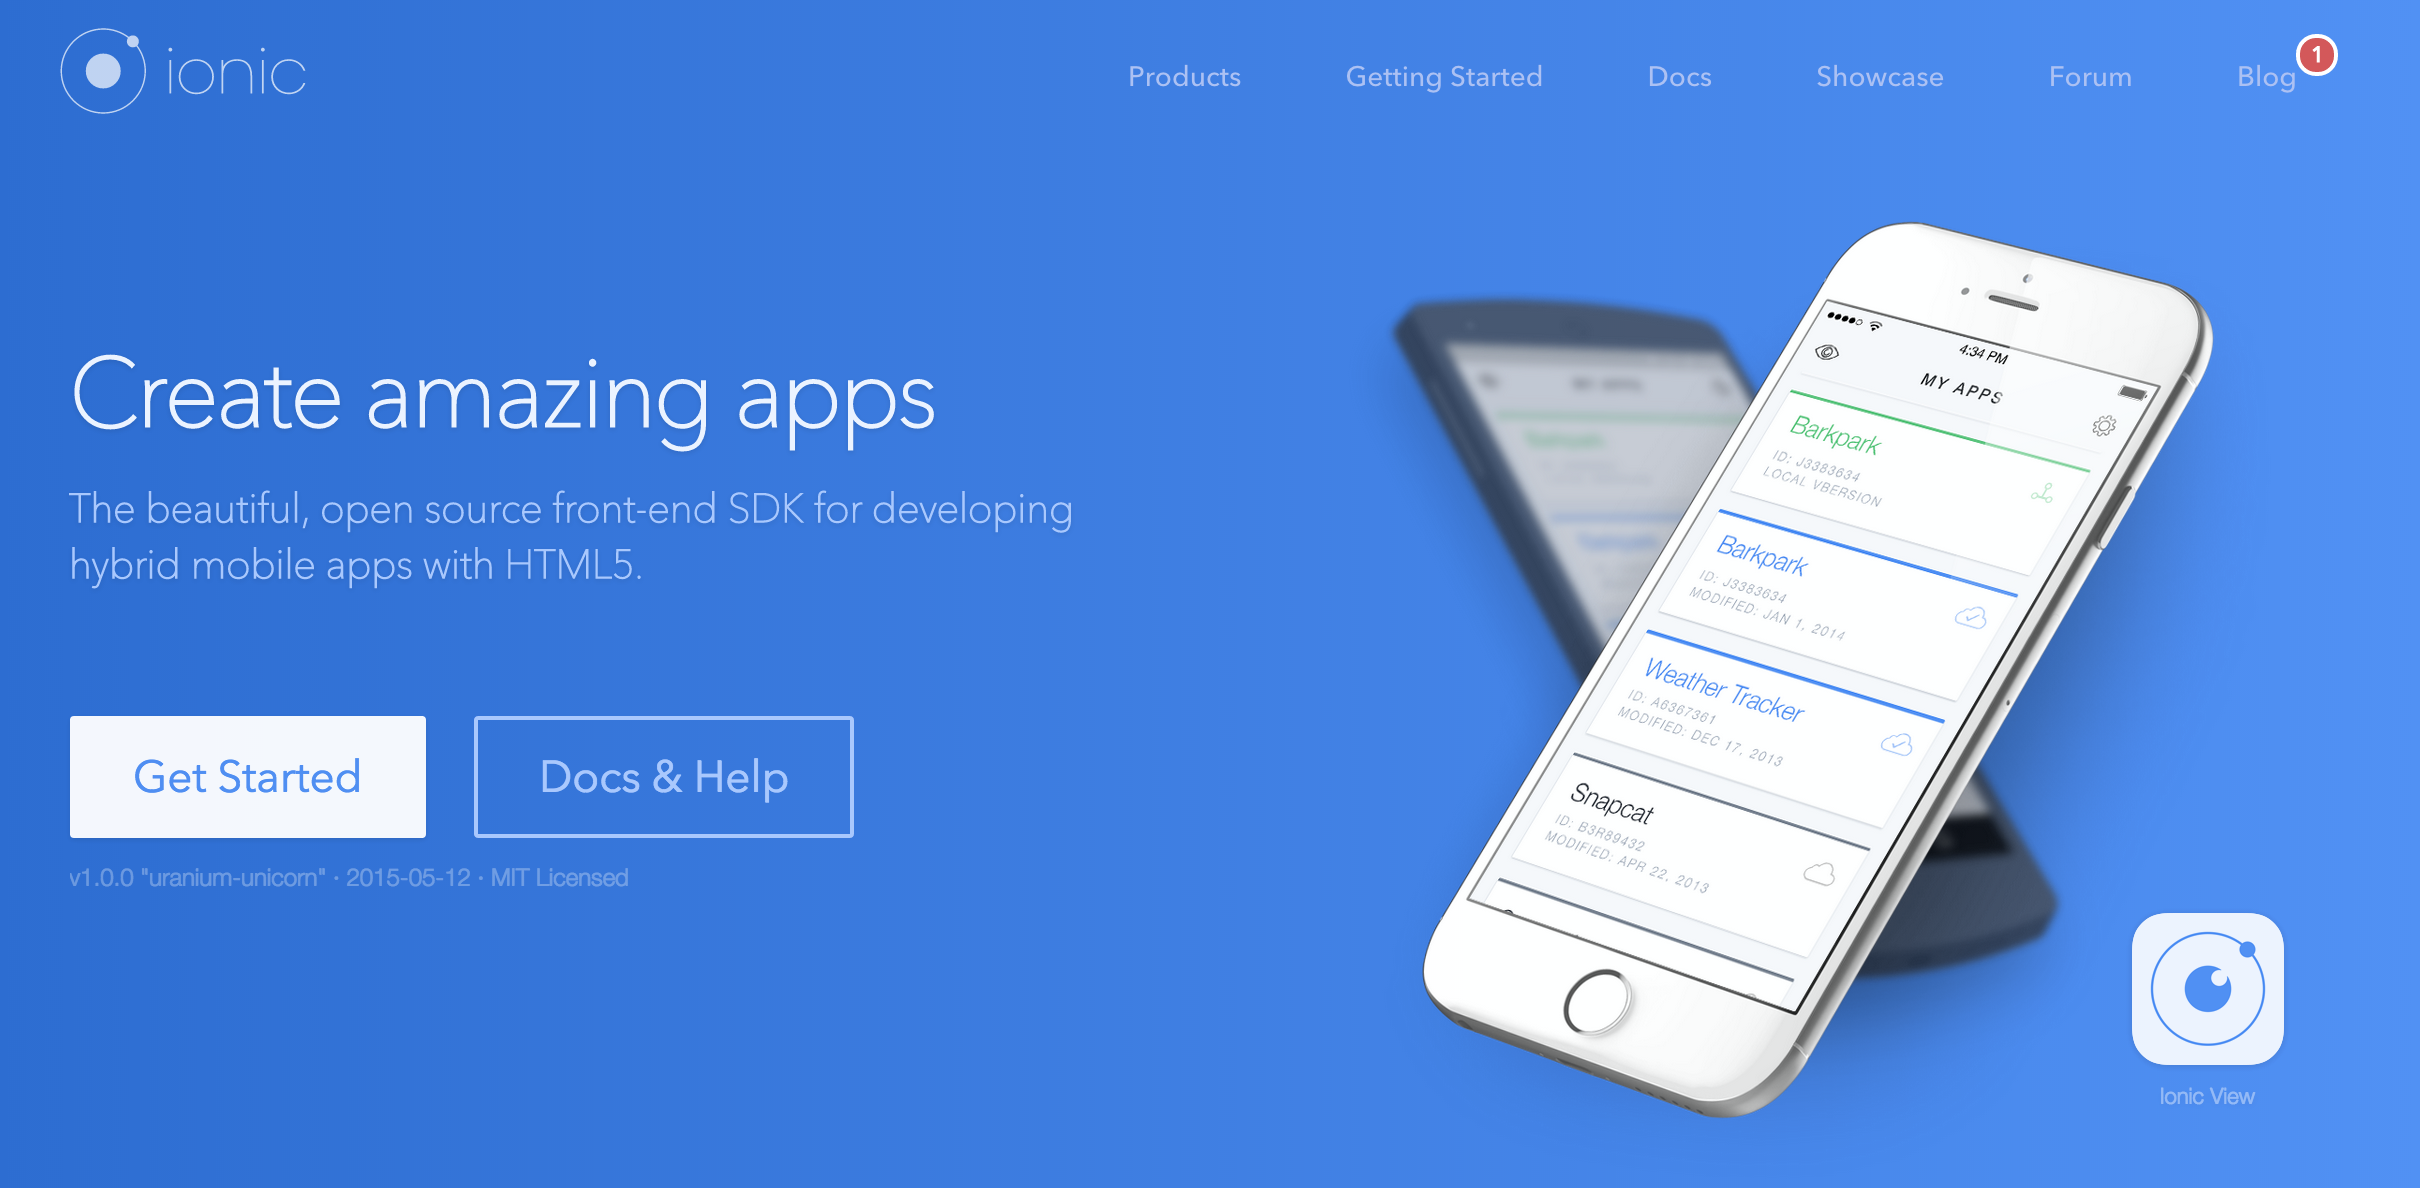 ionic
Products Getting Started Docs Showcase Forum Blog 1
Create amazing apps
The beautiful, open source front-end SDK for developing
hybrid mobile apps with HTML5.
Get Started Docs & Help
v1.0.0 "uranium-unicorn" · 2015-05-12 · MIT Licensed
4:34 PM
MY APPS
Barkpark
ID: J3383634
LOCAL VBERSION
Barkpark
ID: J3383634
MODIFIED: JAN 1, 2014
Weather Tracker
ID: A6367361
MODIFIED: DEC 17, 2013
Snapcat
ID: B3R89432
MODIFIED: APR 22, 2013
MY APPS
Ionic View